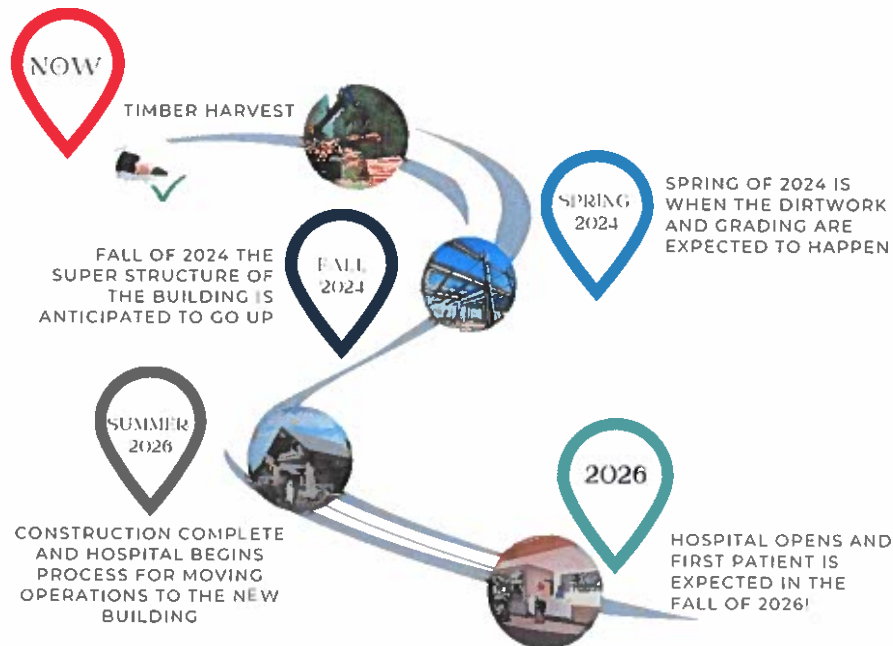 NOW
TIMBER HARVEST
SPRING
2024
SPRING OF 2024 IS
WHEN THE DIRTWORK
AND GRADING ARE
EXPECTED TO HAPPEN
FALL
2024
FALL OF 2024 THE
SUPER STRUCTURE OF
THE BUILDING IS
ANTICIPATED TO GO UP
SUMMER
2026
CONSTRUCTION COMPLETE
AND HOSPITAL BEGINS
PROCESS FOR MOVING
OPERATIONS TO THE NEW
BUILDING
2026
HOSPITAL OPENS AND
FIRST PATIENT IS
EXPECTED IN THE
FALL OF 2026!